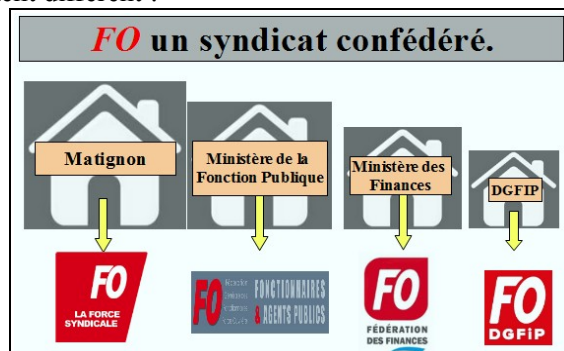 FO un syndicat confédéré.
Matignon
Ministère de la
Fonction Publique
Ministère des
Finances
DGFIP
FO
LA FORCE
SYNDICALE
FO
FONCTIONNAIRES
& AGENTS PUBLICS
FO
FÉDÉRATION
DES FINANCES
FO
DGFiP